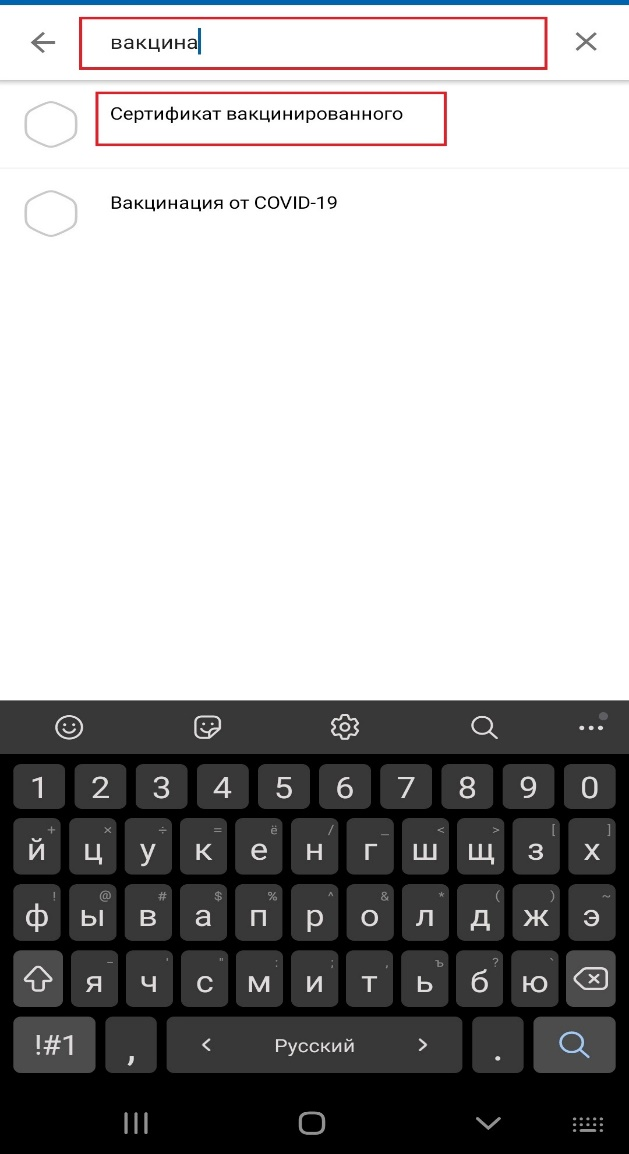 вакцина
Сертификат вакцинированного
Вакцинация от COVID-19
1 2 3 4 5 6 7 8 9 0
+ × ÷ = ё / _ < > [ ]
й ц у к е н г ш щ з х
! @ # $ % ^ & * ( ) ~
ф ы в а п р о л д ж э
- ' " : ; , ъ ? `
я ч с м и т ь б ю
!#1 , < Русский > .